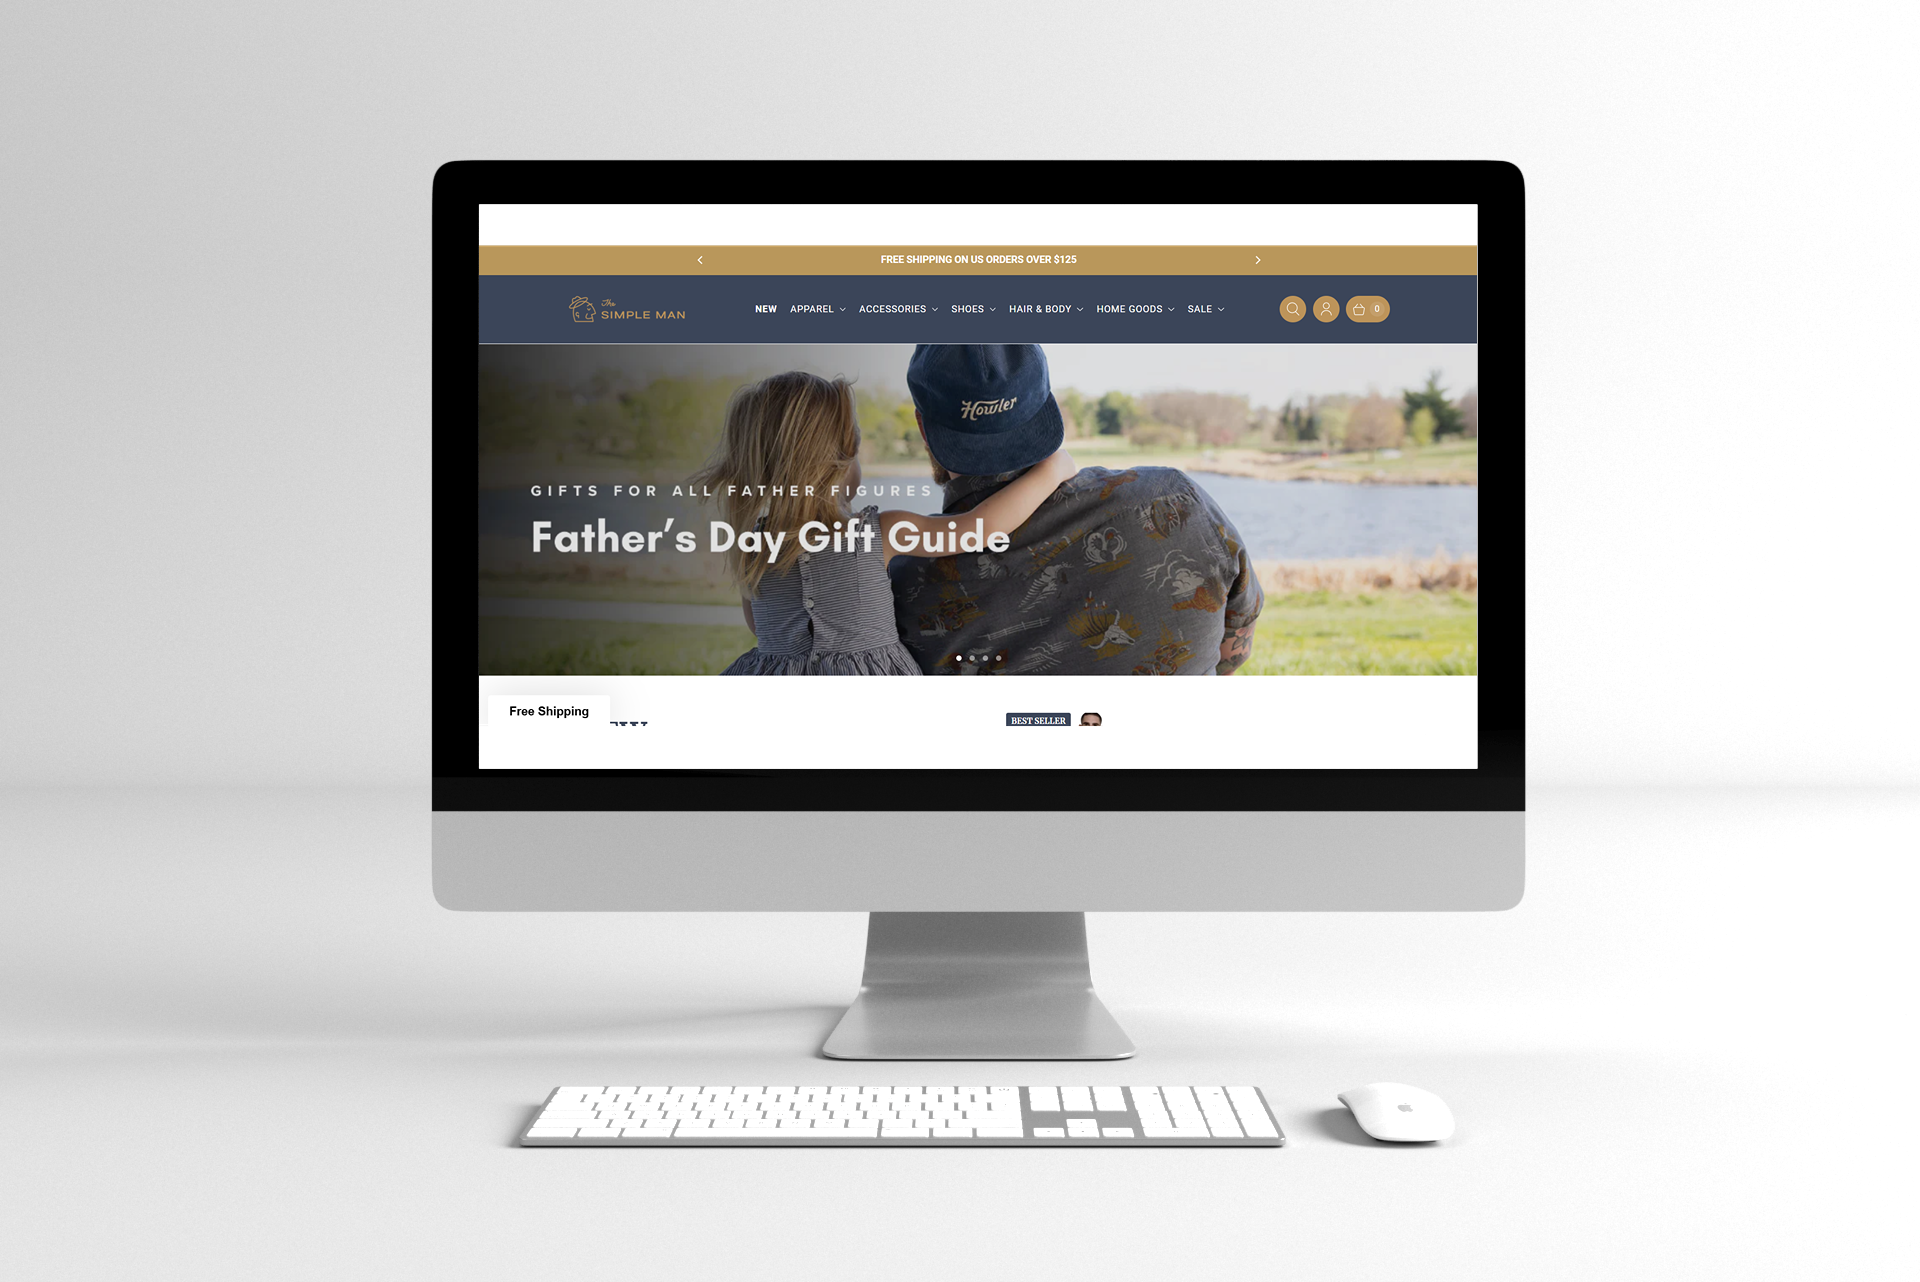 FREE SHIPPING ON US ORDERS OVER $125
The
SIMPLE MAN
NEW APPAREL ACCESSORIES SHOES HAIR & BODY HOME GOODS SALE 0
Howler
GIFTS FOR ALL FATHER FIGURES
Father’s Day Gift Guide
Free Shipping
BEST SELLER